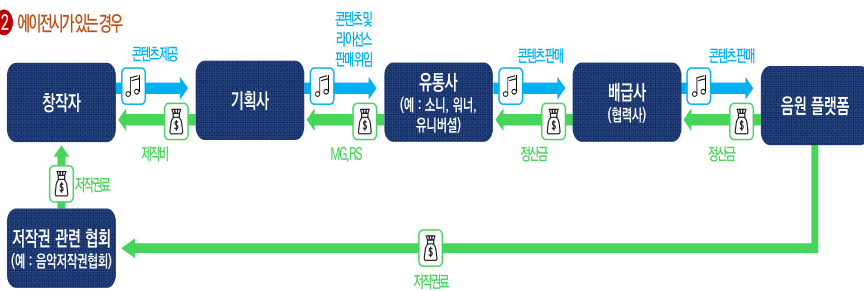 2 에이전시가 있는 경우
콘텐츠 제공
콘텐츠 및
라이선스
판매 위임
콘텐츠 판매
콘텐츠 판매
창작자
기획사
유통사
(예 : 소니, 워너,
유니버셜)
배급사
(협력사)
음원 플랫폼
제작비
MG, RS
정산금
정산금
저작권료
저작권 관련 협회
(예 : 음악저작권협회)
저작권료